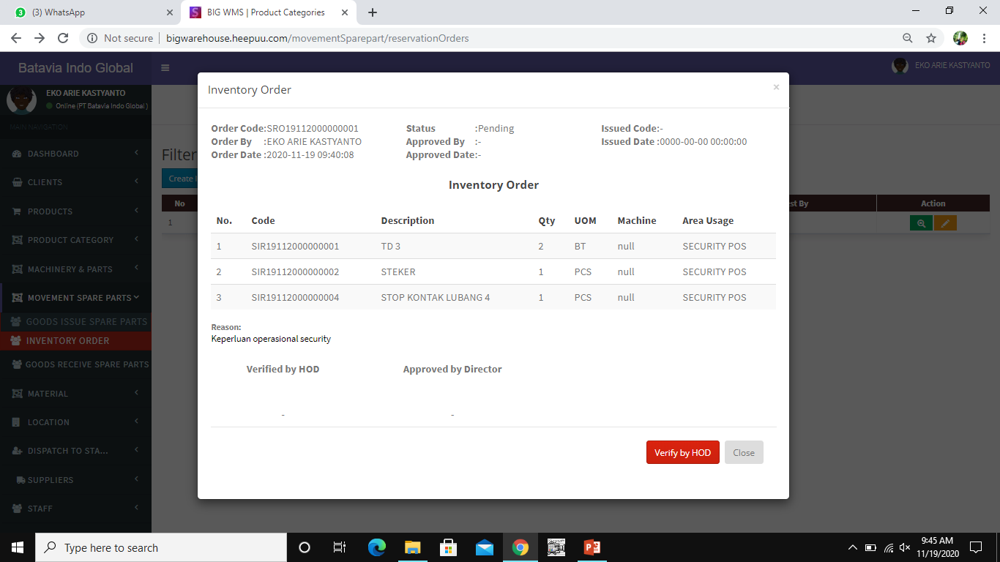 (3) WhatsApp
BIG WMS | Product Categories
Not secure
bigwarehouse.heepuu.com/movementSparepart/reservationOrders
Batavia Indo Global
EKO ARIE KASTYANTO
EKO ARIE KASTYANTO
Online (PT Batavia Indo Global )
MAIN NAVIGATION
DASHBOARD
CLIENTS
PRODUCTS
PRODUCT CATEGORY
MACHINERY & PARTS
MOVEMENT SPARE PARTS
GOODS ISSUE SPARE PARTS
INVENTORY ORDER
GOODS RECEIVE SPARE PARTS
MATERIAL
LOCATION
DISPATCH TO STA...
SUPPLIERS
STAFF
Filter
Create
No
st By
Action
1
Inventory Order
×
Order Code:SRO19112000000001
Order By :EKO ARIE KASTYANTO
Order Date :2020-11-19 09:40:08
Status :Pending
Approved By :-
Approved Date:-
Issued Code:-
Issued Date :0000-00-00 00:00:00
Inventory Order
No. Code Description Qty UOM Machine Area Usage
1 SIR19112000000001 TD 3 2 BT null SECURITY POS
2 SIR19112000000002 STEKER 1 PCS null SECURITY POS
3 SIR19112000000004 STOP KONTAK LUBANG 4 1 PCS null SECURITY POS
Reason:
Keperluan operasional security
Verified by HOD Approved by Director
- -
Verify by HOD Close
Type here to search
9:45 AM
11/19/2020